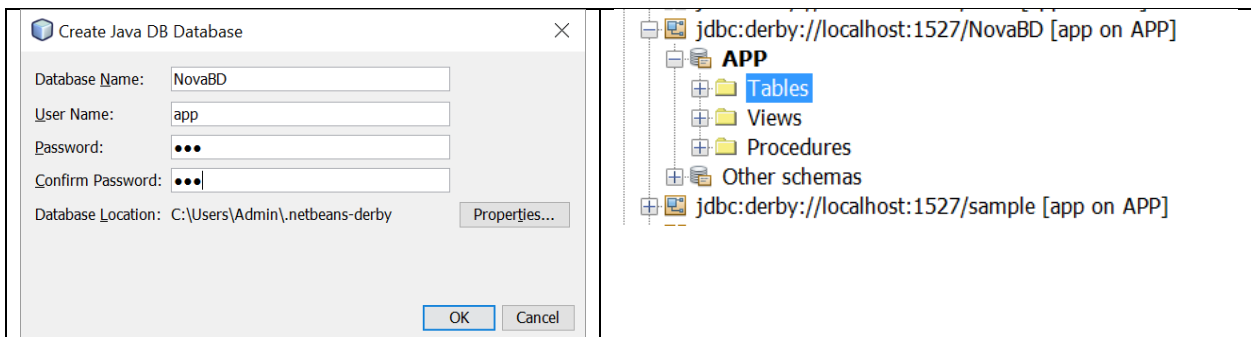 Create Java DB Database
Database Name: NovaBD
User Name: app
Password: ●●●
Confirm Password: ●●●
Database Location: C:\Users\Admin\.netbeans-derby Properties...
OK Cancel
jdbc:derby://localhost:1527/NovaBD [app on APP]
APP
Tables
Views
Procedures
Other schemas
jdbc:derby://localhost:1527/sample [app on APP]